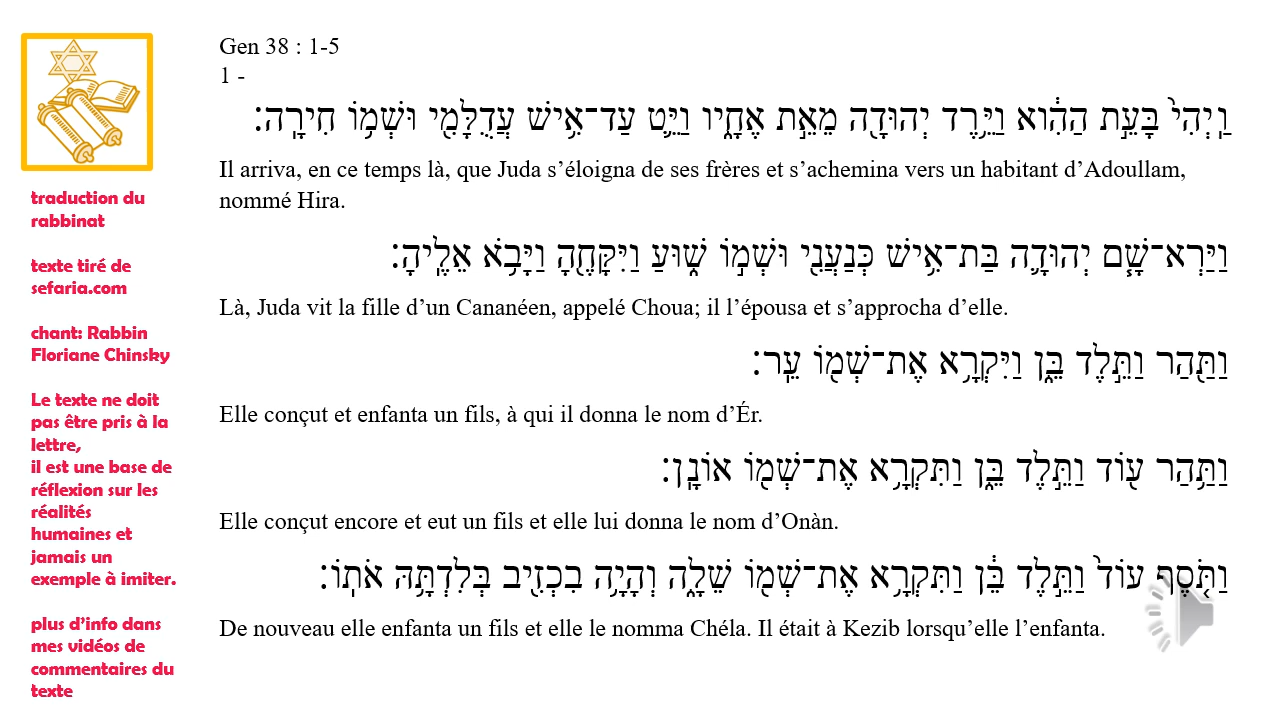 Gen 38 : 1-5
1 -
וַֽיְהִי֙ בָּעֵ֣ת הַהִ֔וא וַיֵּ֥רֶד יְהוּדָ֖ה מֵאֵ֣ת אֶחָ֑יו וַיֵּ֛ט עַד־אִ֥ישׁ עֲדֻלָּמִ֖י וּשְׁמ֥וֹ חִירָֽה׃
Il arriva, en ce temps là, que Juda s’éloigna de ses frères et s’achemina vers un habitant d’Adoullam,
nommé Hira.
וַיַּרְא־שָׁ֧ם יְהוּדָ֛ה בַּת־אִ֥ישׁ כְּנַעֲנִ֖י וּשְׁמ֣וֹ שׁ֑וּעַ וַיִּקָּחֶ֖הָ וַיָּבֹ֥א אֵלֶֽיהָ׃
Là, Juda vit la fille d’un Cananéen, appelé Choua; il l’épousa et s’approcha d’elle.
וַתַּ֖הַר וַתֵּ֣לֶד בֵּ֑ן וַיִּקְרָ֥א אֶת־שְׁמ֖וֹ עֵֽר׃
Elle conçut et enfanta un fils, à qui il donna le nom d’Ér.
וַתַּ֥הַר ע֖וֹד וַתֵּ֣לֶד בֵּ֑ן וַתִּקְרָ֥א אֶת־שְׁמ֖וֹ אוֹנָֽן׃
Elle conçut encore et eut un fils et elle lui donna le nom d’Onàn.
וַתֹּ֤סֶף עוֹד֙ וַתֵּ֣לֶד בֵּ֔ן וַתִּקְרָ֥א אֶת־שְׁמ֖וֹ שֵׁלָ֑ה וְהָיָ֥ה בִכְזִ֖יב בְּלִדְתָּ֥הּ אֹתֽוֹ׃
De nouveau elle enfanta un fils et elle le nomma Chéla. Il était à Kezib lorsqu’elle l’enfanta.
traduction du
rabbinat
texte tiré de
sefaria.com
chant: Rabbin
Floriane Chinsky
Le texte ne doit
pas être pris à la
lettre,
il est une base de
réflexion sur les
réalités
humaines et
jamais un
exemple à imiter.
plus d’info dans
mes vidéos de
commentaires du
texte